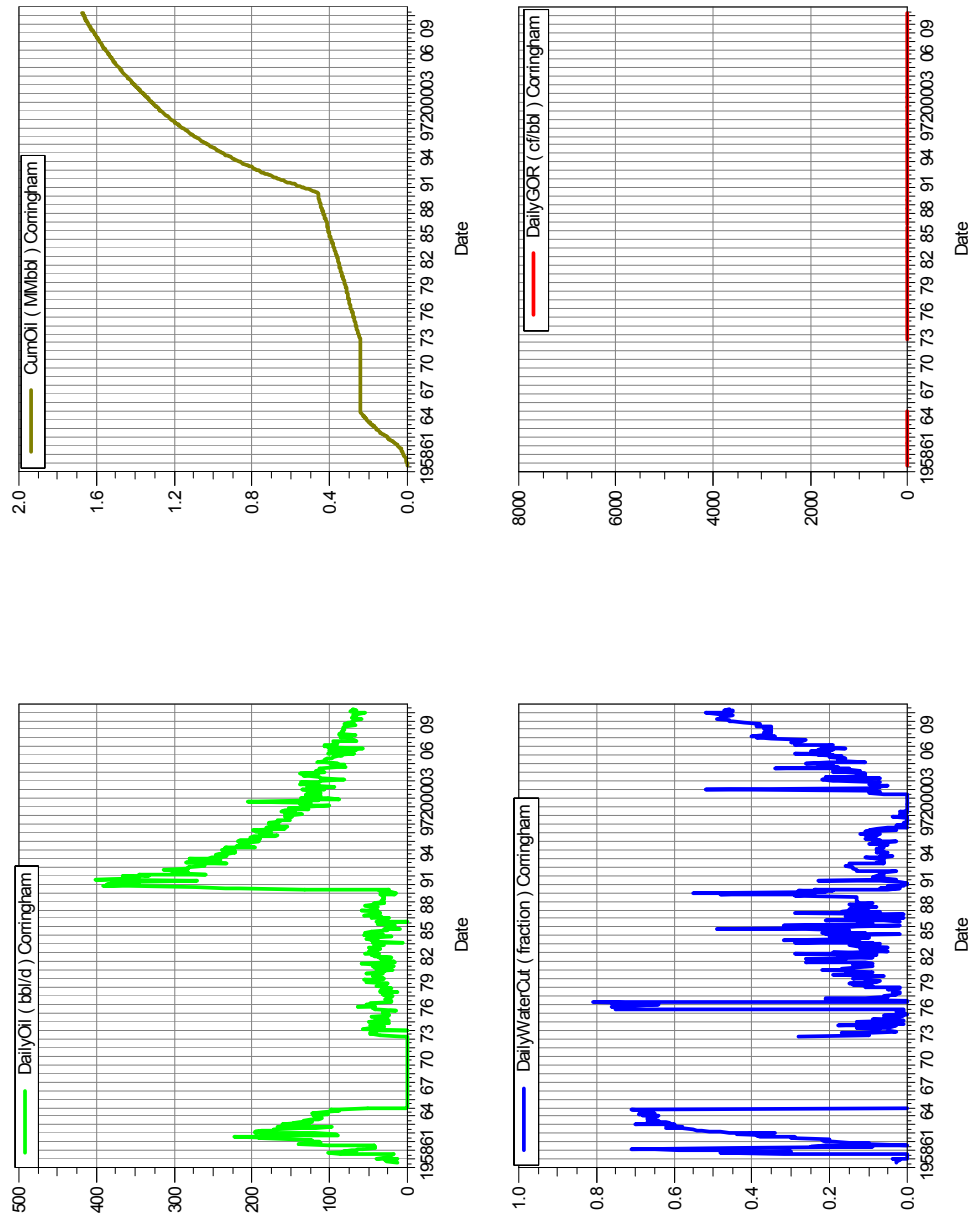 DailyOil ( bbl/d ) Corringham
500
400
300
200
100
0
195861 64 67 70 73 76 79 82 85 88 91 94 97200003 06 09
Date
CumOil ( MMbbl ) Corringham
2.0
1.6
1.2
0.8
0.4
0.0
195861 64 67 70 73 76 79 82 85 88 91 94 97200003 06 09
Date
DailyWaterCut ( fraction ) Corringham
1.0
0.8
0.6
0.4
0.2
0.0
195861 64 67 70 73 76 79 82 85 88 91 94 97200003 06 09
Date
DailyGOR ( cf/bbl ) Corringham
8000
6000
4000
2000
0
195861 64 67 70 73 76 79 82 85 88 91 94 97200003 06 09
Date